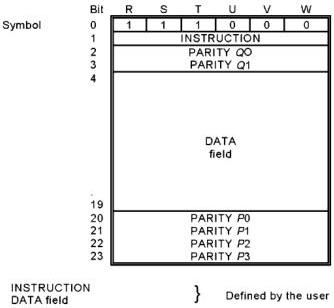 Bit R S T U V W
Symbol 0 1 1 1 0 0 0
1 INSTRUCTION
2 PARITY Q0
3 PARITY Q1
4
DATA
field
.
19
20 PARITY P0
21 PARITY P1
22 PARITY P2
23 PARITY P3
INSTRUCTION
DATA field } Defined by the user